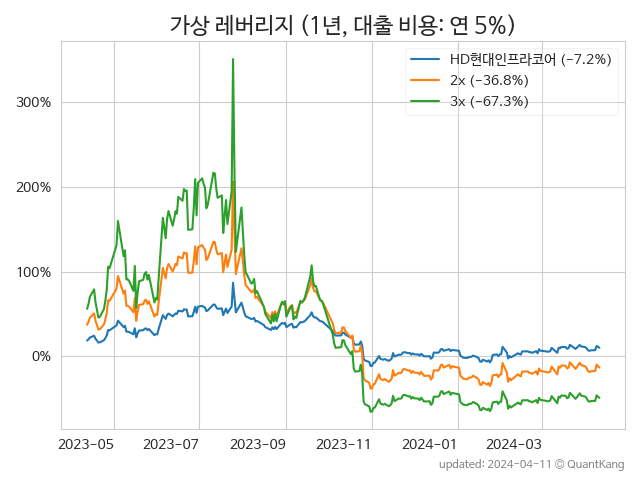 가상 레버리지 (1년, 대출 비용: 연 5%)
HD현대인프라코어 (−7.2%)
2x (−36.8%)
3x (−67.3%)
300%
200%
100%
0%
2023-05 2023-07 2023-09 2023-11 2024-01 2024-03
updated: 2024-04-11 © QuantKang